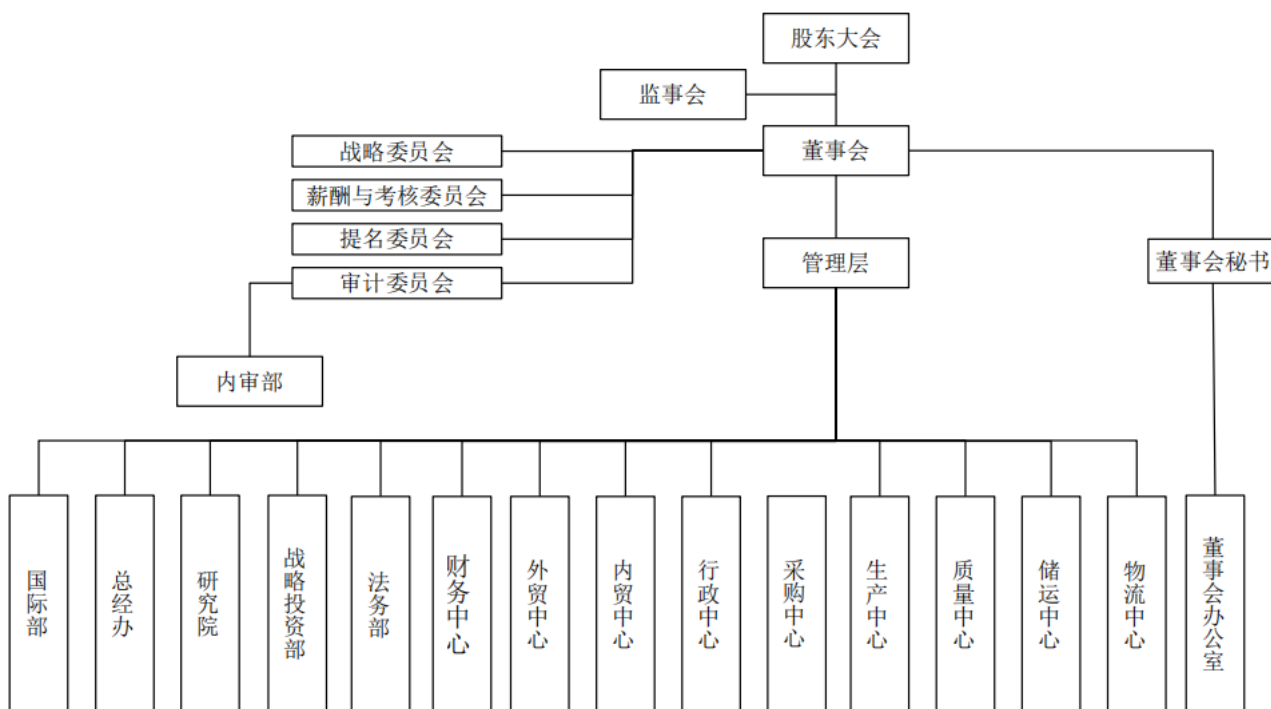 股东大会
监事会
董事会
战略委员会
薪酬与考核委员会
提名委员会
审计委员会
管理层
董事会秘书
内审部
国际部
总经办
研究院
战略投资部
法务部
财务中心
外贸中心
内贸中心
行政中心
采购中心
生产中心
质量中心
储运中心
物流中心
董事会办公室